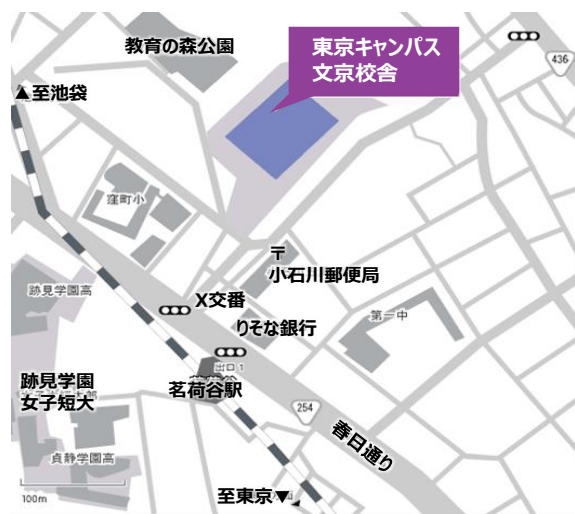 教育の森公園
東京キャンパス
文京校舎
436
▲至池袋
窪町小
〒
小石川郵便局
跡見学園高
X交番
りそな銀行
第一中
出口1
茗荷谷駅
跡見学園
女子短大
254
春日通り
貞静学園高
100m
至東京▼